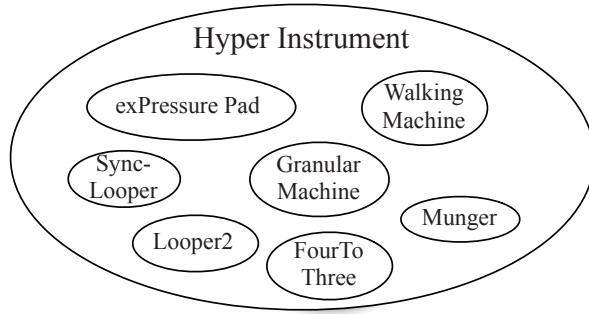 Hyper Instrument
exPressure Pad
Walking
Machine
Sync-
Looper
Granular
Machine
Munger
Looper2
FourTo
Three